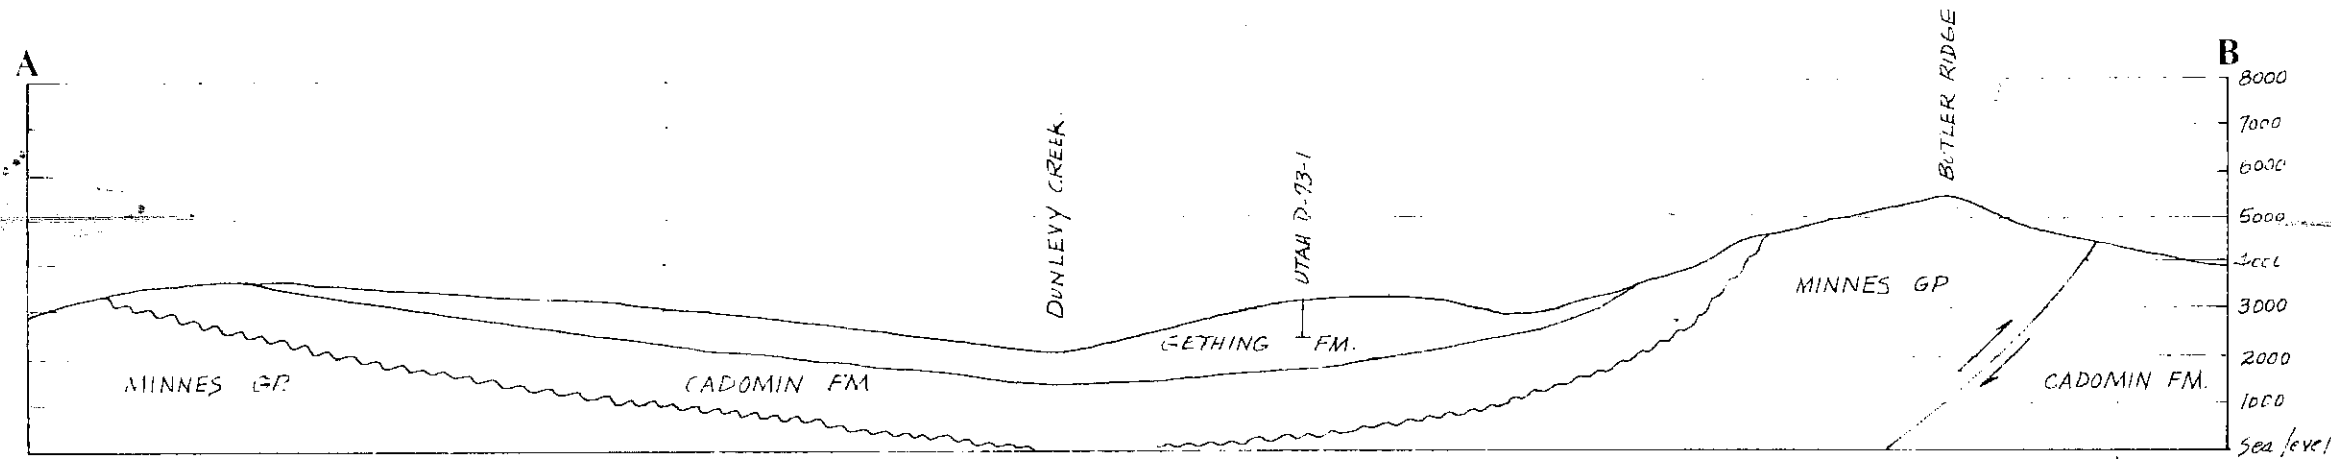 A
B
BUTLER RIDGE
8000
7000
6000
5000
4000
3000
2000
1000
Sea level
DUNLEVY CREEK.
UTAH D-73-1
MINNES GP
GETHING FM.
MINNES GP.
CADOMIN FM
CADOMIN FM.